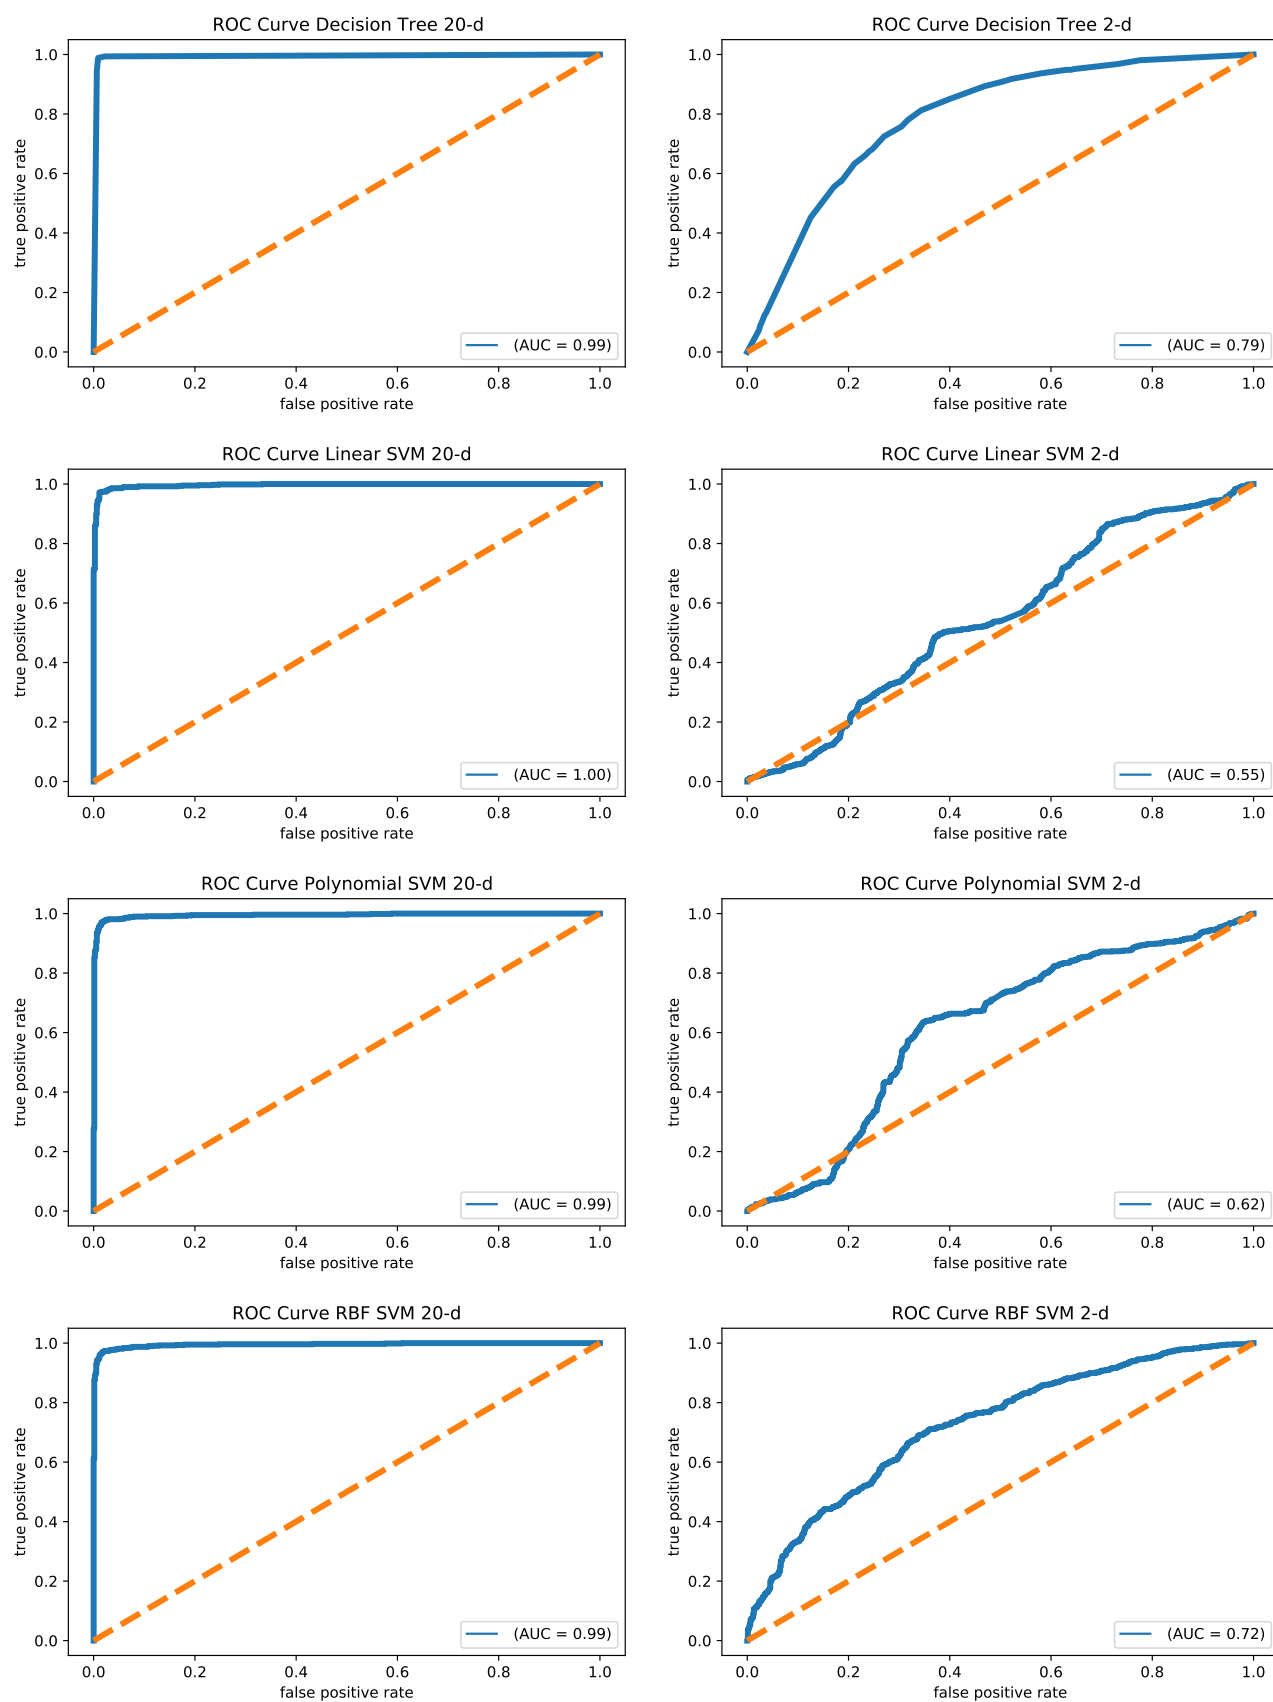 ROC Curve Decision Tree 20-d
1.0
0.8
0.6
0.4
0.2
0.0
true positive rate
(AUC = 0.99)
0.0 0.2 0.4 0.6 0.8 1.0
false positive rate
ROC Curve Decision Tree 2-d
1.0
0.8
0.6
0.4
0.2
0.0
true positive rate
(AUC = 0.79)
0.0 0.2 0.4 0.6 0.8 1.0
false positive rate
ROC Curve Linear SVM 20-d
1.0
0.8
0.6
0.4
0.2
0.0
true positive rate
(AUC = 1.00)
0.0 0.2 0.4 0.6 0.8 1.0
false positive rate
ROC Curve Linear SVM 2-d
1.0
0.8
0.6
0.4
0.2
0.0
true positive rate
(AUC = 0.55)
0.0 0.2 0.4 0.6 0.8 1.0
false positive rate
ROC Curve Polynomial SVM 20-d
1.0
0.8
0.6
0.4
0.2
0.0
true positive rate
(AUC = 0.99)
0.0 0.2 0.4 0.6 0.8 1.0
false positive rate
ROC Curve Polynomial SVM 2-d
1.0
0.8
0.6
0.4
0.2
0.0
true positive rate
(AUC = 0.62)
0.0 0.2 0.4 0.6 0.8 1.0
false positive rate
ROC Curve RBF SVM 20-d
1.0
0.8
0.6
0.4
0.2
0.0
true positive rate
(AUC = 0.99)
0.0 0.2 0.4 0.6 0.8 1.0
false positive rate
ROC Curve RBF SVM 2-d
1.0
0.8
0.6
0.4
0.2
0.0
true positive rate
(AUC = 0.72)
0.0 0.2 0.4 0.6 0.8 1.0
false positive rate